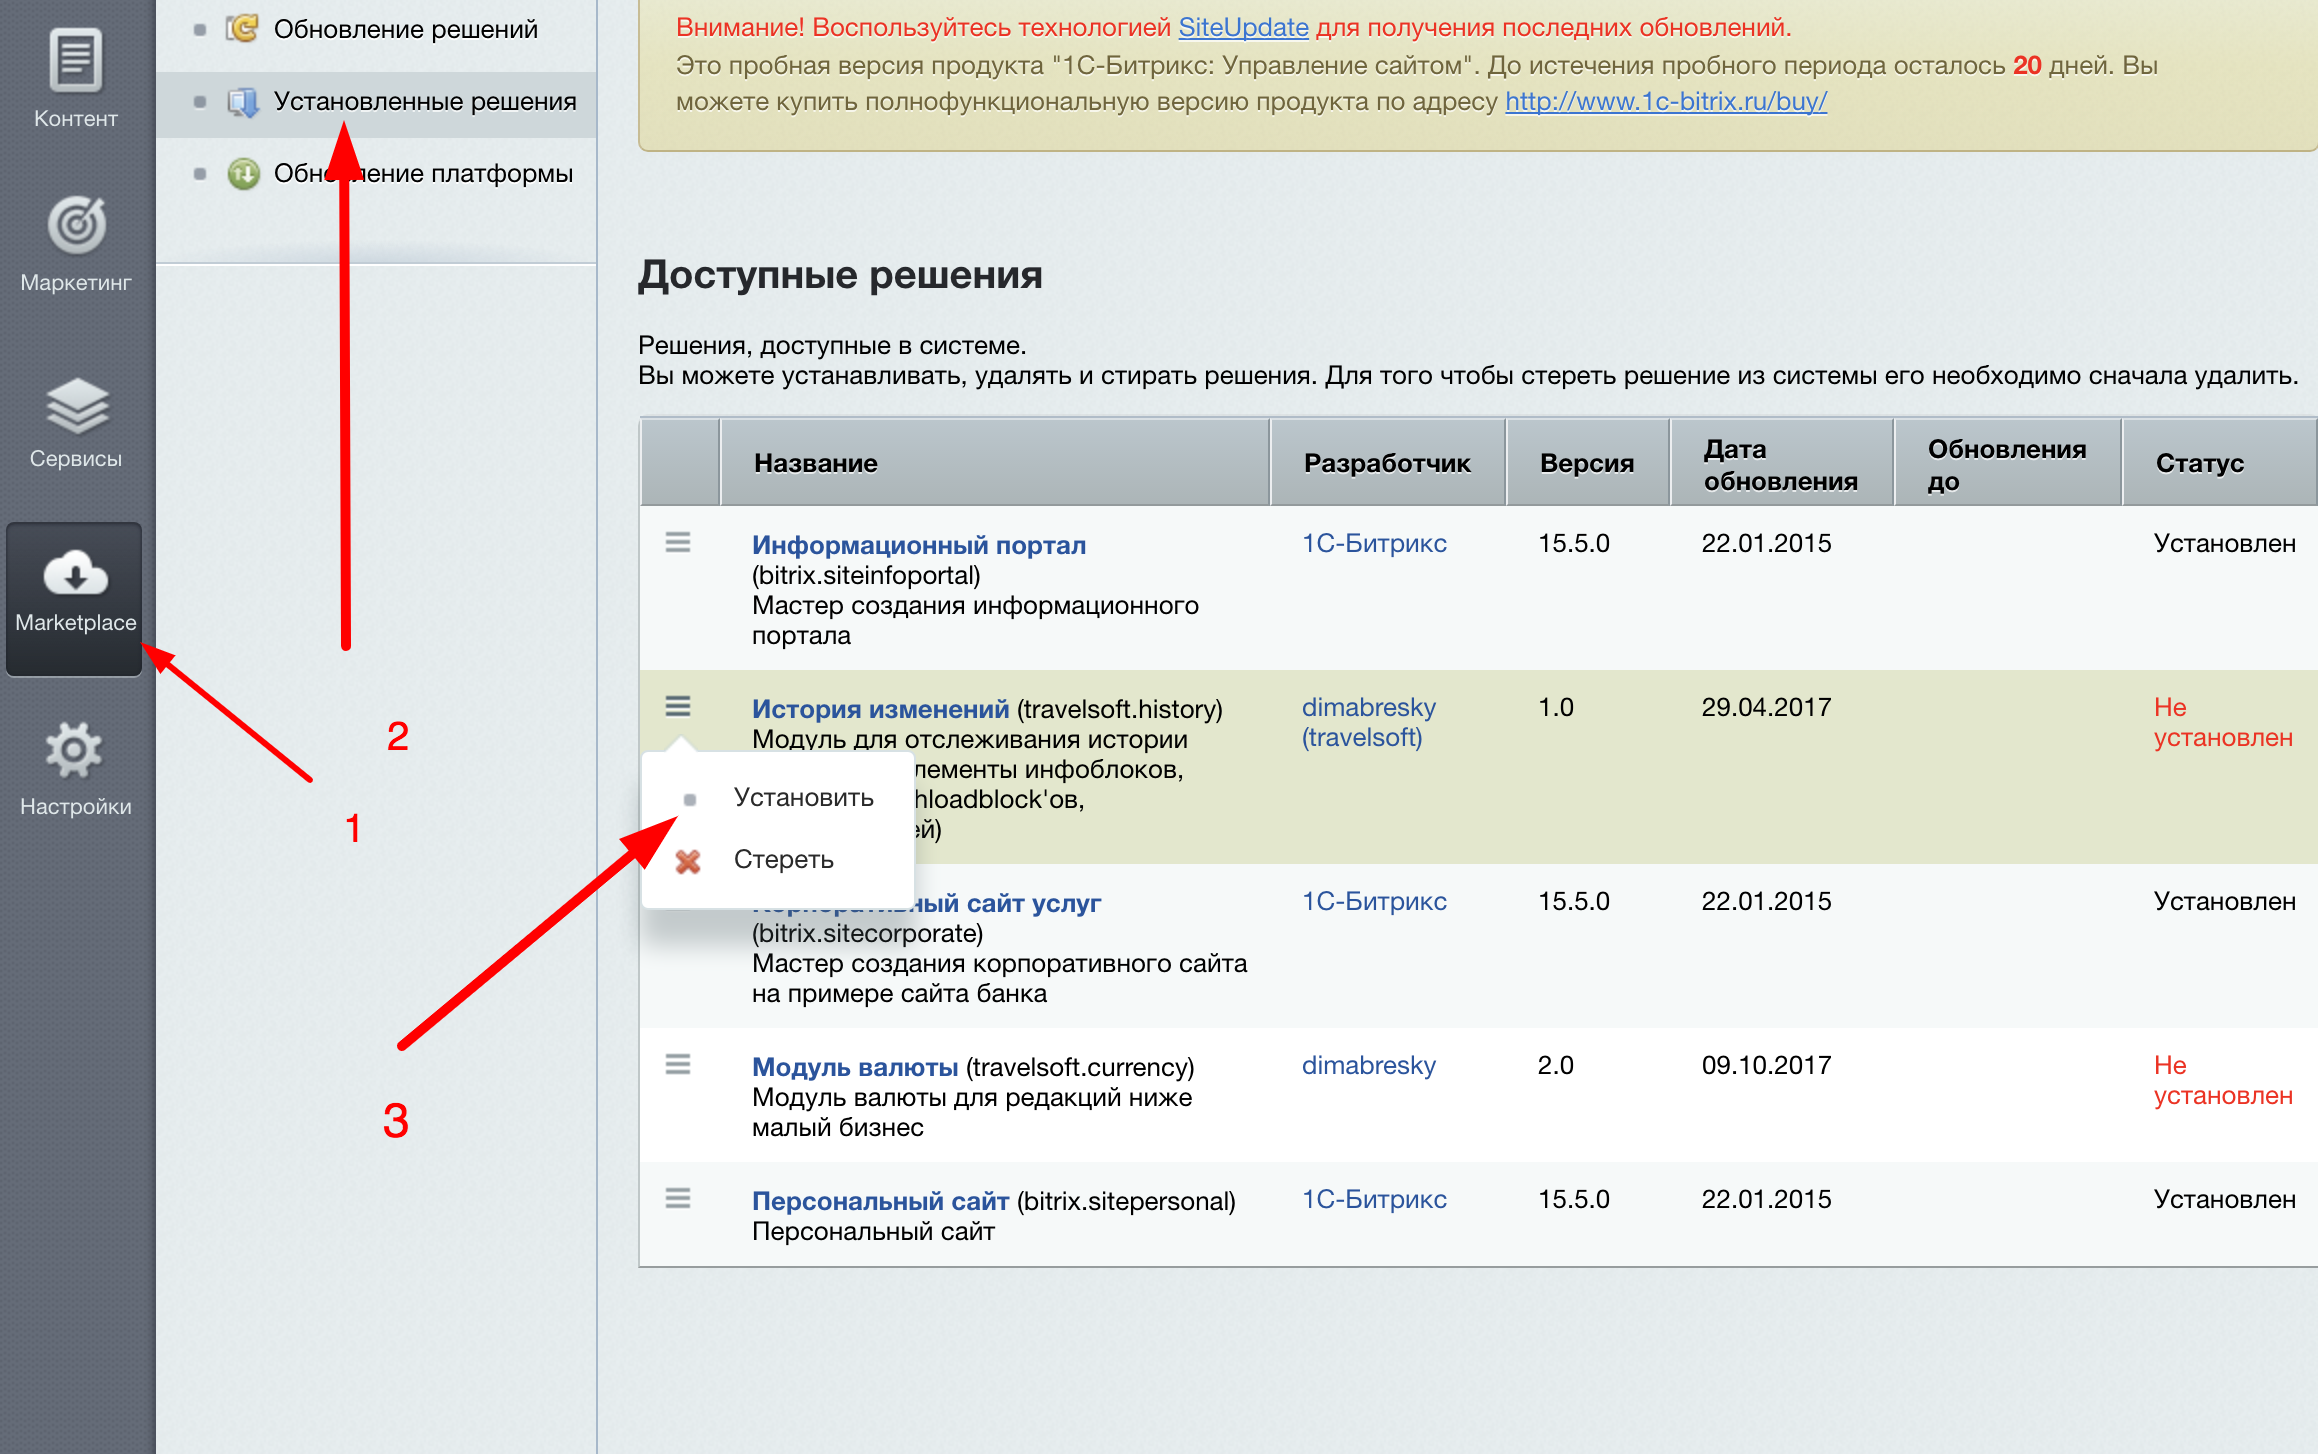 Контент
Маркетинг
Сервисы
Marketplace
Настройки
Обновление решений
Установленные решения
Обновление платформы
2
1
3
Внимание! Воспользуйтесь технологией SiteUpdate для получения последних обновлений.
Это пробная версия продукта "1С-Битрикс: Управление сайтом". До истечения пробного периода осталось 20 дней. Вы
можете купить полнофункциональную версию продукта по адресу http://www.1c-bitrix.ru/buy/
Доступные решения
Решения, доступные в системе.
Вы можете устанавливать, удалять и стирать решения. Для того чтобы стереть решение из системы его необходимо сначала удалить.
Название Разработчик Версия Дата обновления Обновления до Статус
Информационный портал 1С-Битрикс 15.5.0 22.01.2015 Установлен
(bitrix.siteinfoportal)
Мастер создания информационного
портала
История изменений (travelsoft.history) dimabresky 1.0 29.04.2017 Не
Модуль для отслеживания истории (travelsoft) установлен
лементы инфоблоков,
hloadblock'ов,
ей)
Установить
Стереть
Корпоративный сайт услуг 1С-Битрикс 15.5.0 22.01.2015 Установлен
(bitrix.sitecorporate)
Мастер создания корпоративного сайта
на примере сайта банка
Модуль валюты (travelsoft.currency) dimabresky 2.0 09.10.2017 Не
Модуль валюты для редакций ниже установлен
малый бизнес
Персональный сайт (bitrix.sitepersonal) 1С-Битрикс 15.5.0 22.01.2015 Установлен
Персональный сайт